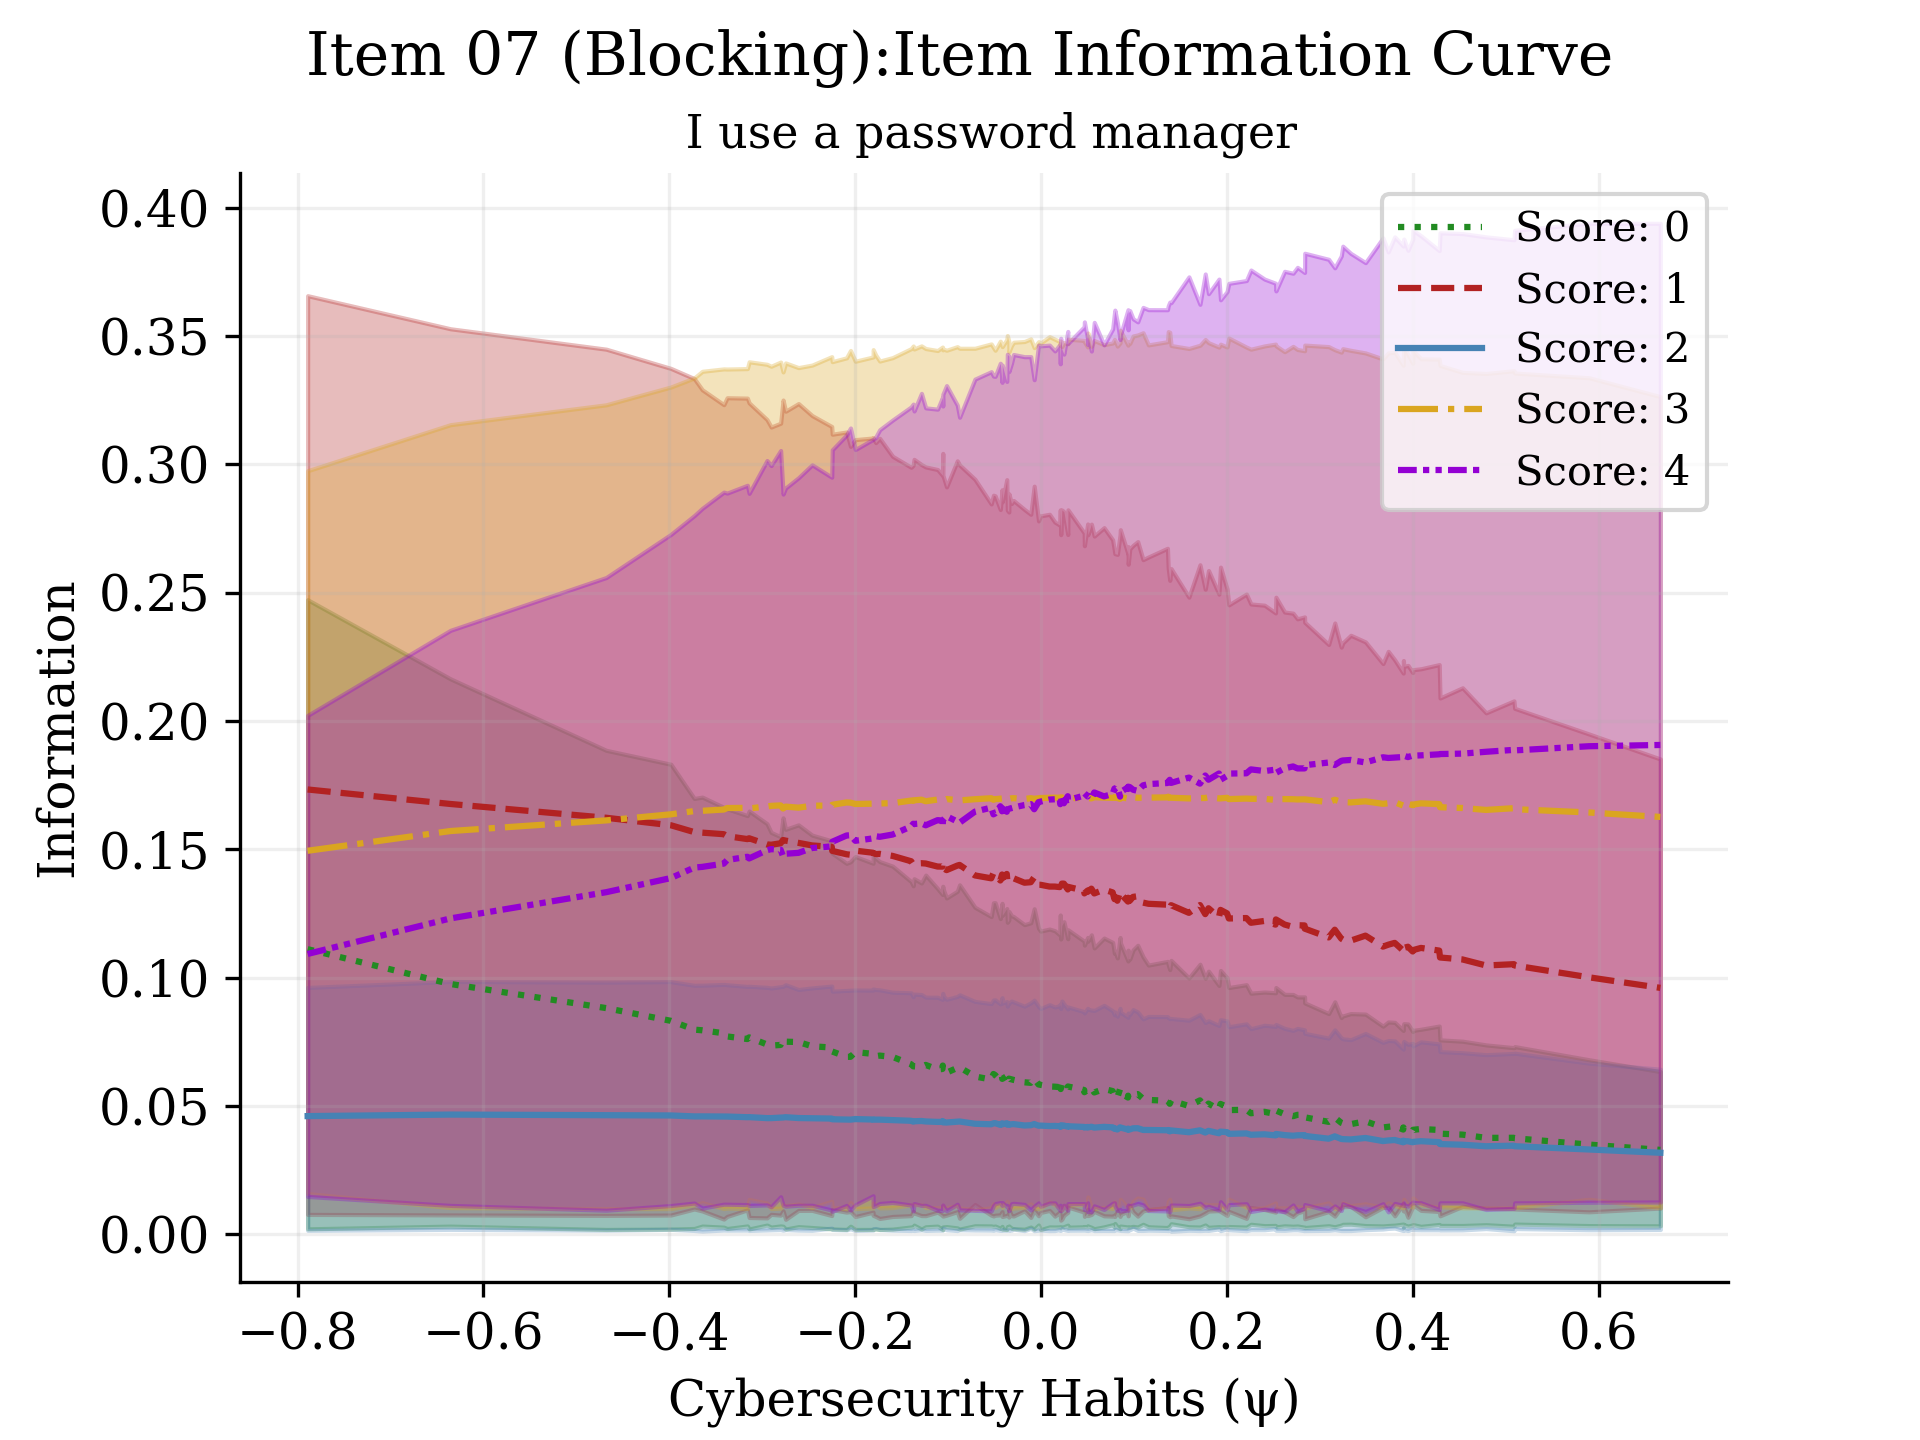 Item 07 (Blocking):Item Information Curve
I use a password manager
0.40
0.35
0.30
0.25
0.20
0.15
0.10
0.05
0.00
Information
Score: 0
Score: 1
Score: 2
Score: 3
Score: 4
−0.8
−0.6
−0.4
−0.2
0.0
0.2
0.4
0.6
Cybersecurity Habits (ψ)